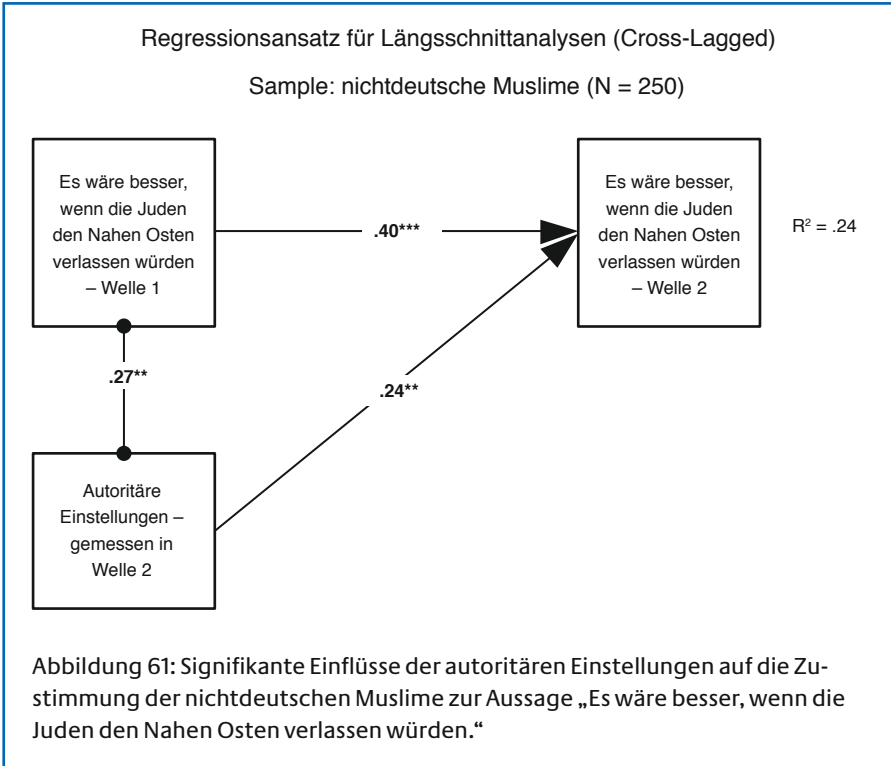 Regressionsansatz für Längsschnittanalysen (Cross-Lagged)
Sample: nichtdeutsche Muslime (N = 250)
Es wäre besser,
wenn die Juden
den Nahen Osten
verlassen würden
– Welle 1
.40***
Es wäre besser,
wenn die Juden
den Nahen Osten
verlassen würden
– Welle 2
R² = .24
.27**
.24**
Autoritäre
Einstellungen –
gemessen in
Welle 2
Abbildung 61: Signifikante Einflüsse der autoritären Einstellungen auf die Zu-
stimmung der nichtdeutschen Muslime zur Aussage „Es wäre besser, wenn die
Juden den Nahen Osten verlassen würden.“